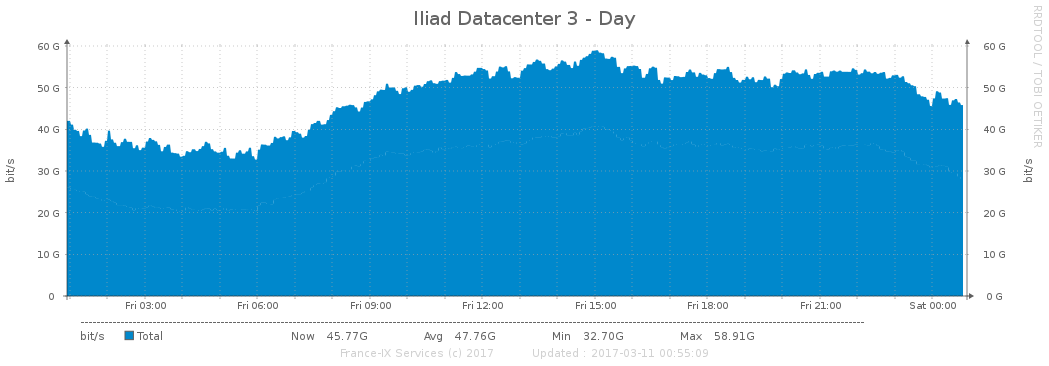 Iliad Datacenter 3 - Day
RRDTOOL / TOBI OETIKER
60 G 60 G
50 G 50 G
40 G 40 G
30 G 30 G
20 G 20 G
10 G 10 G
0 0 G
bit/s
bit/s
Fri 03:00 Fri 06:00 Fri 09:00 Fri 12:00 Fri 15:00 Fri 18:00 Fri 21:00 Sat 00:00
bit/s Total Now 45.77G Avg 47.76G Min 32.70G Max 58.91G
France-IX Services (c) 2017 Updated : 2017-03-11 00:55:09